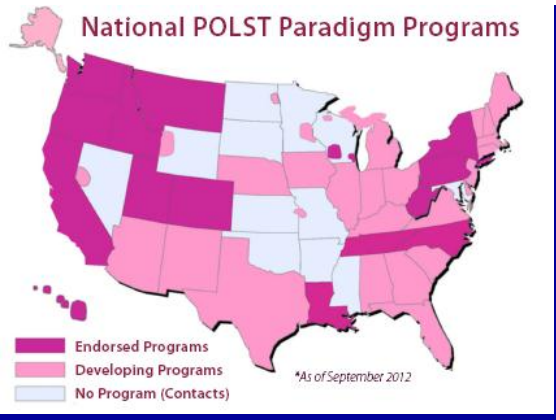 National POLST Paradigm Programs
Endorsed Programs
Developing Programs
No Program (Contacts)
*As of September 2012